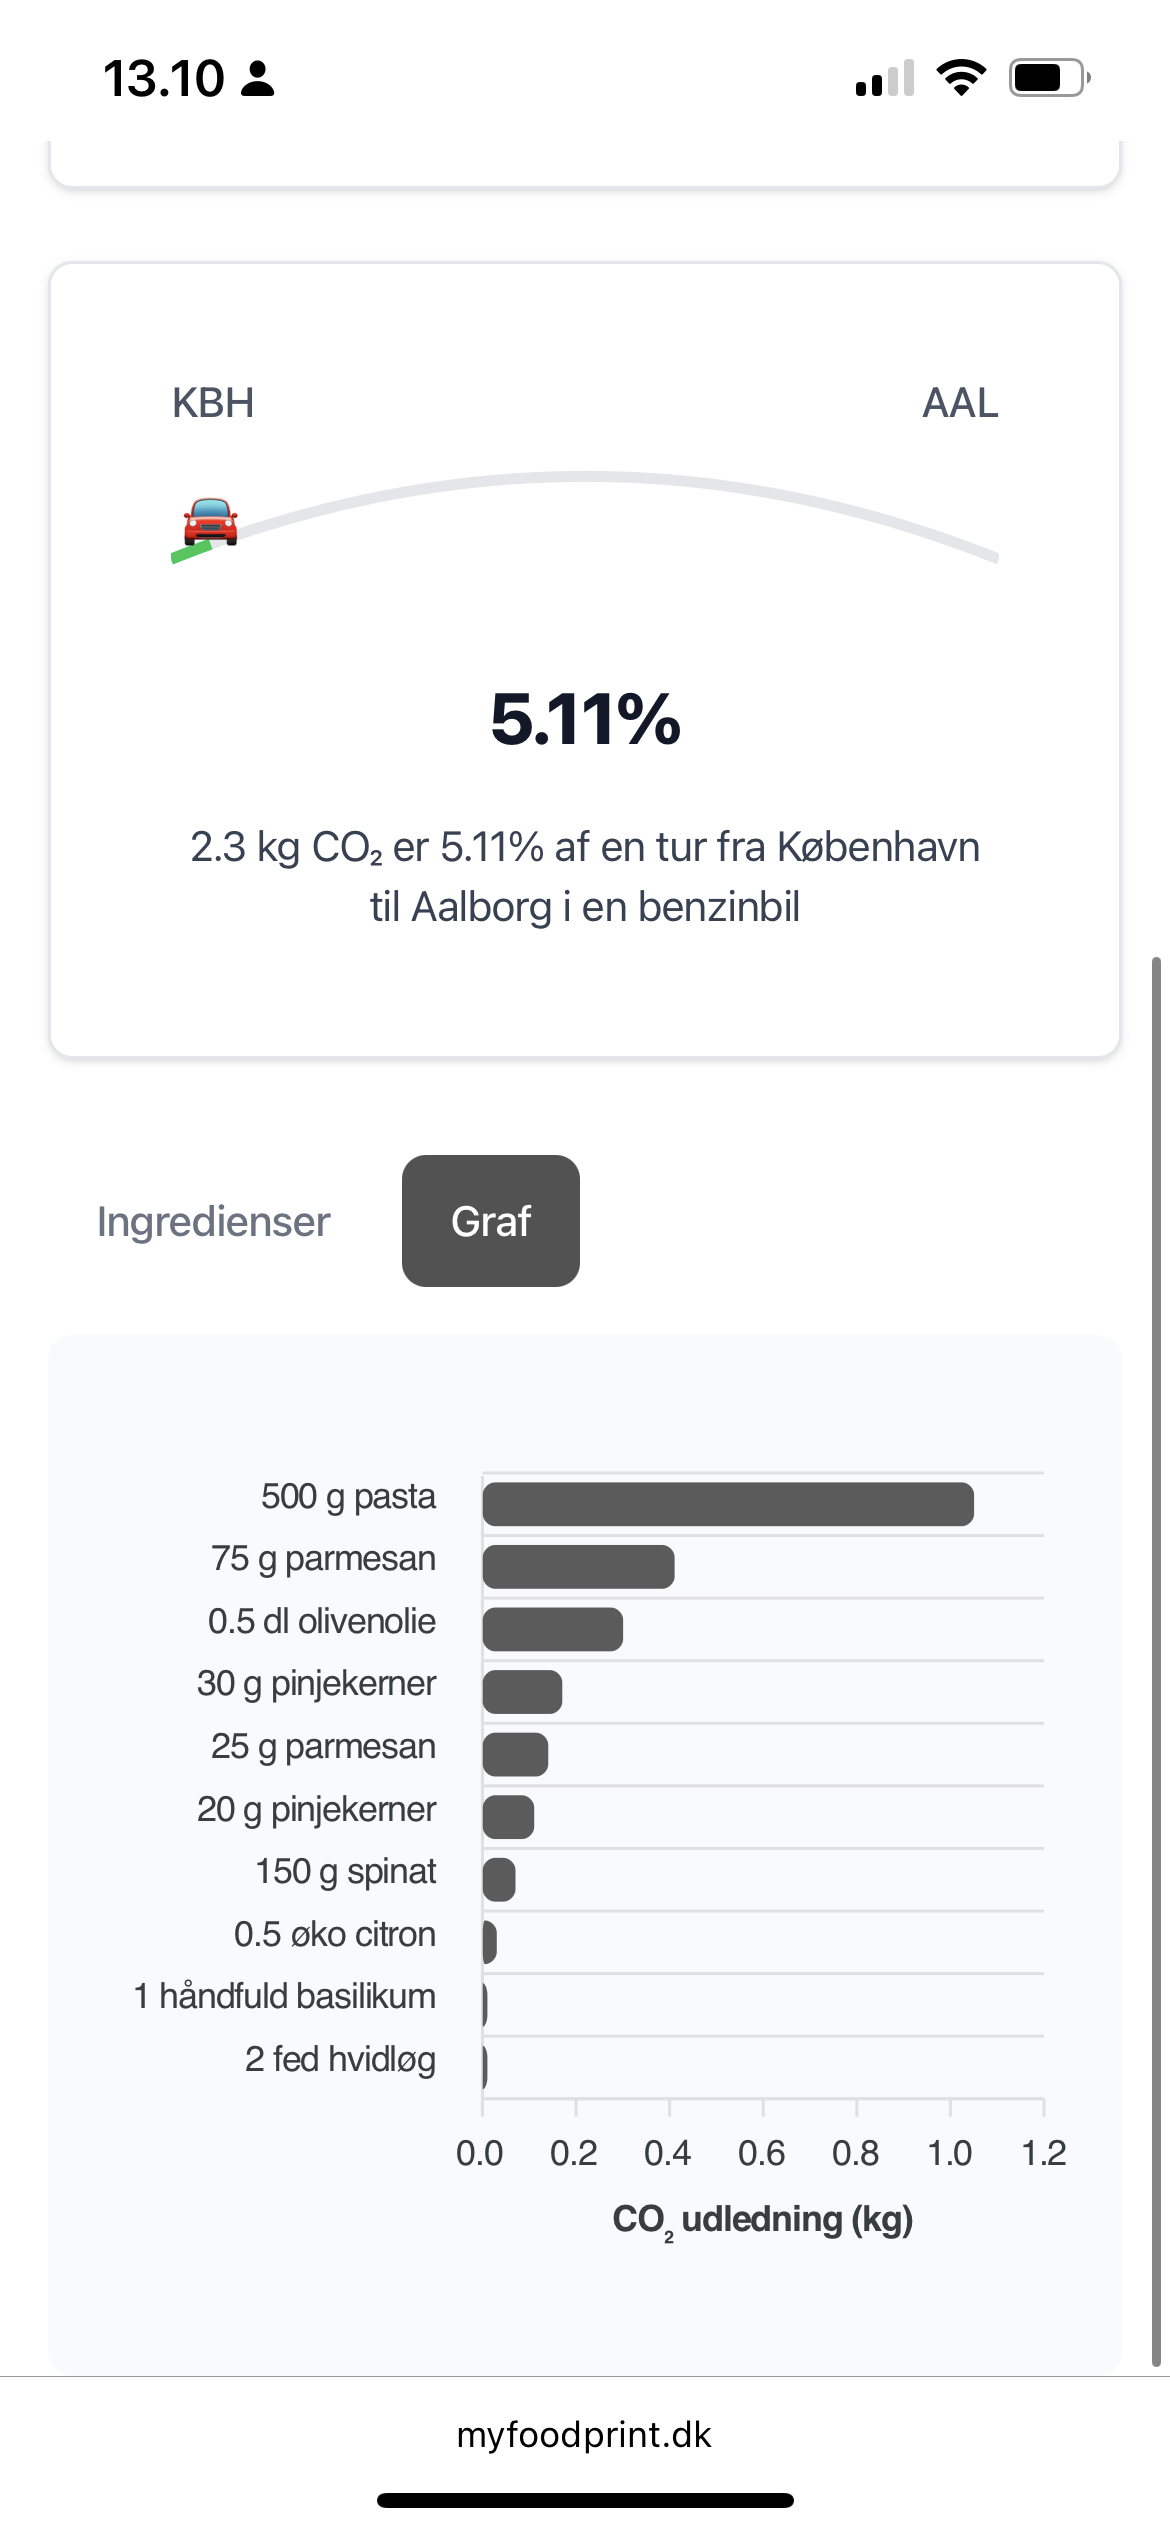 13.10
KBH
AAL
5.11%
2.3 kg CO₂ er 5.11% af en tur fra København
til Aalborg i en benzinbil
Ingredienser
Graf
500 g pasta
75 g parmesan
0.5 dl olivenolie
30 g pinjekerner
25 g parmesan
20 g pinjekerner
150 g spinat
0.5 øko citron
1 håndfuld basilikum
2 fed hvidløg
0.0 0.2 0.4 0.6 0.8 1.0 1.2
CO₂ udledning (kg)
myfoodprint.dk